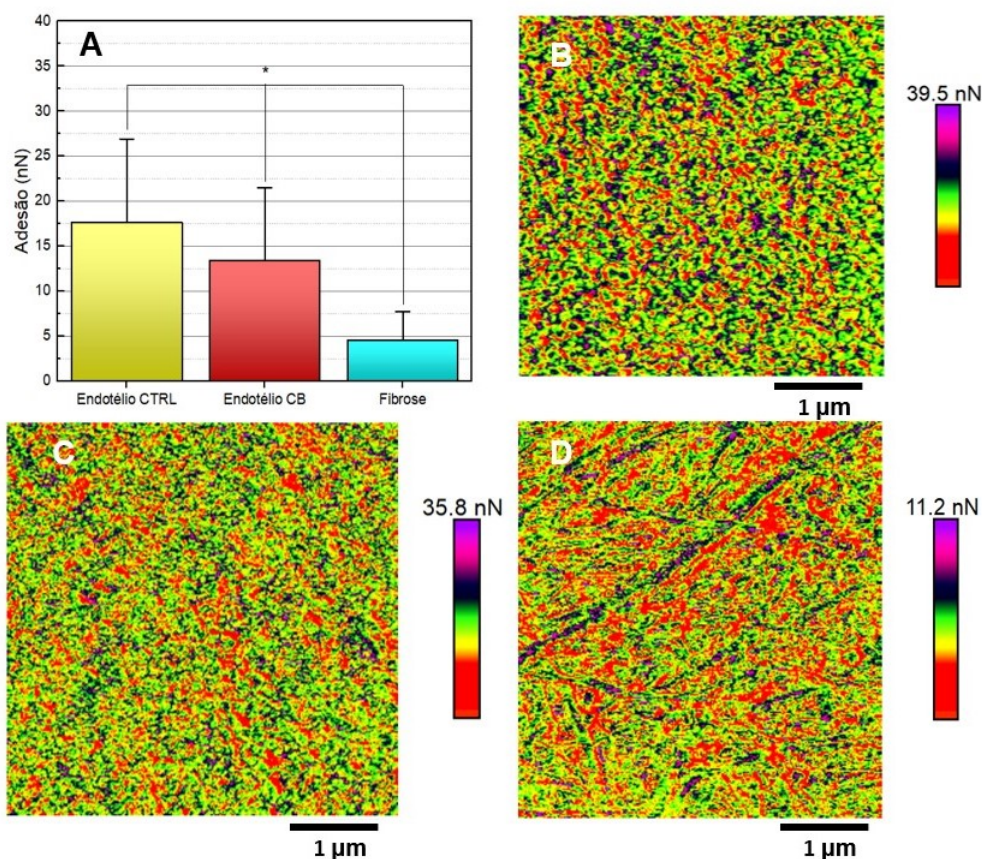 A
*
40
35
30
25
20
15
10
5
0
Adesão (nN)
Endotélio CTRL
Endotélio CB
Fibrose
B
39.5 nN
1 µm
C
35.8 nN
1 µm
D
11.2 nN
1 µm